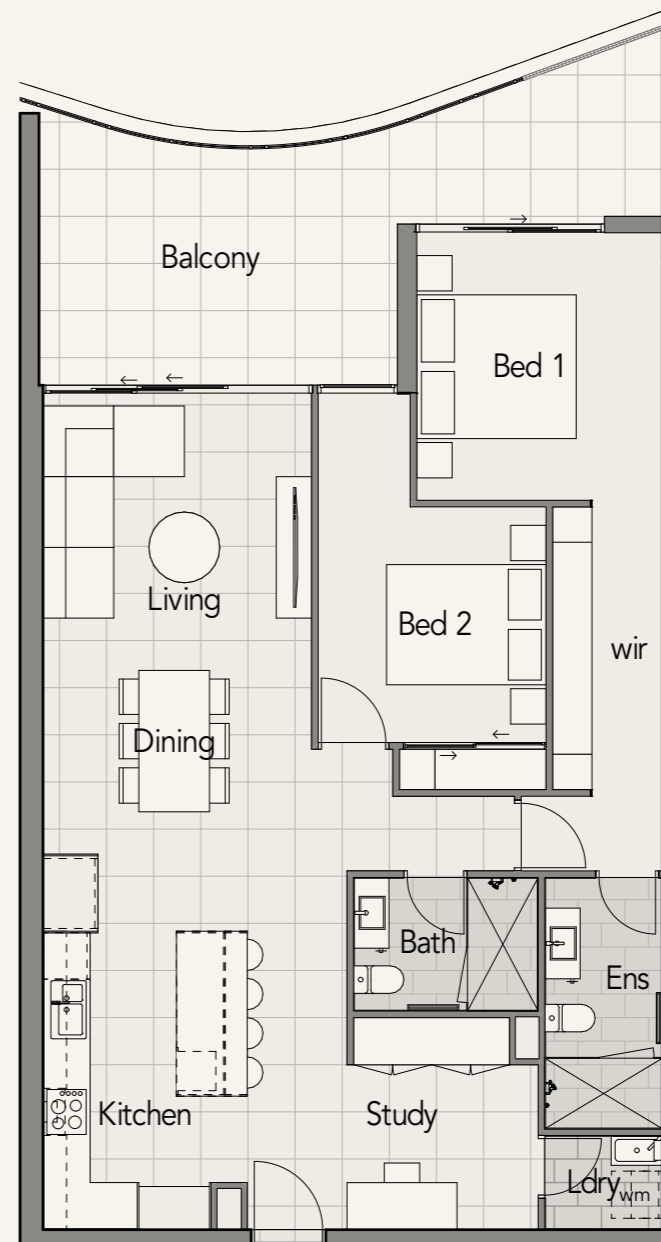 Balcony
Bed 1
Living
Bed 2
wir
Dining
Bath
Ens
Kitchen
Study
Ldry
wm